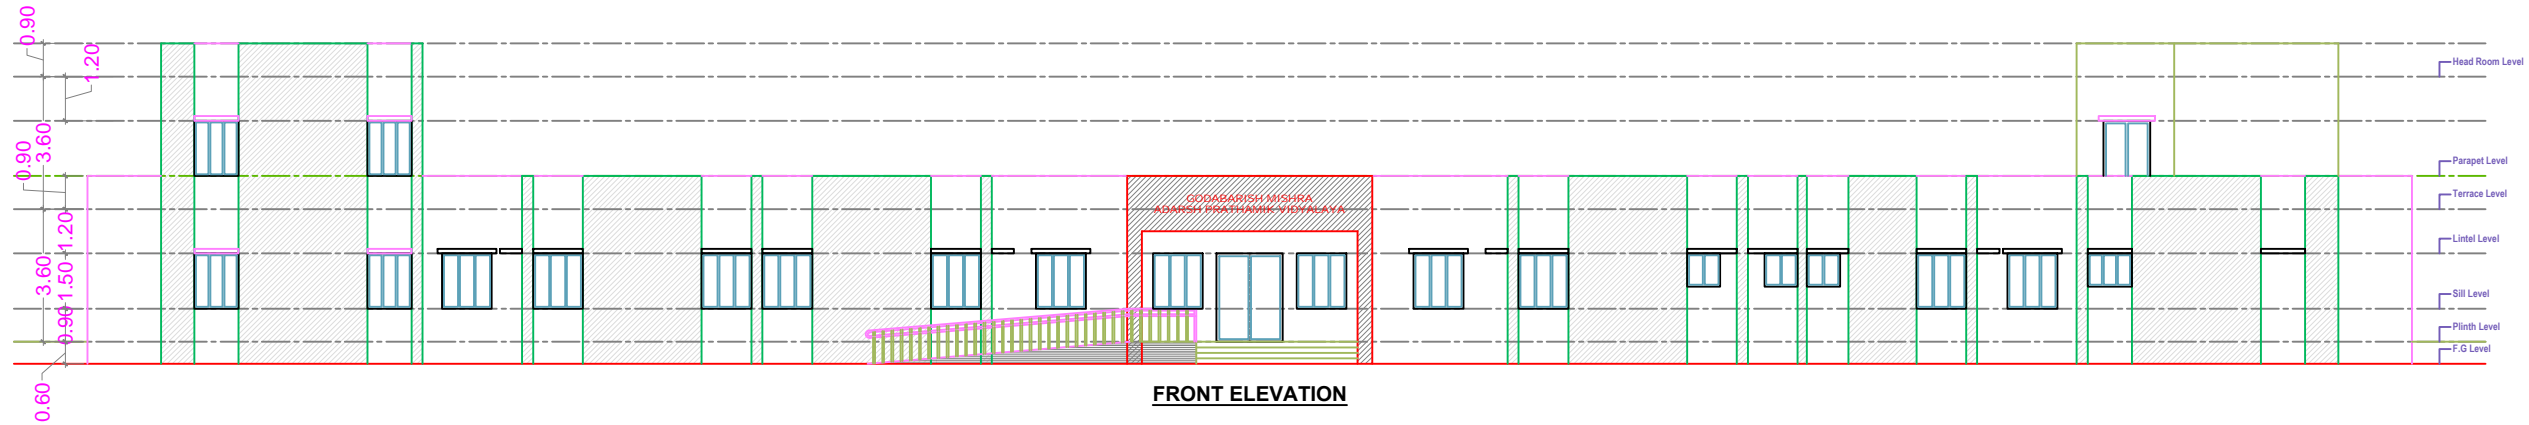 0.90
1.20
Head Room Level
3.60
0.90
Parapet Level
Terrace Level
GODABARISH MISHRA
ADARSH PRATHAMIK VIDYALAYA
1.20
Lintel Level
3.60
1.50
Sill Level
0.90
Plinth Level
F.G Level
0.60
FRONT ELEVATION